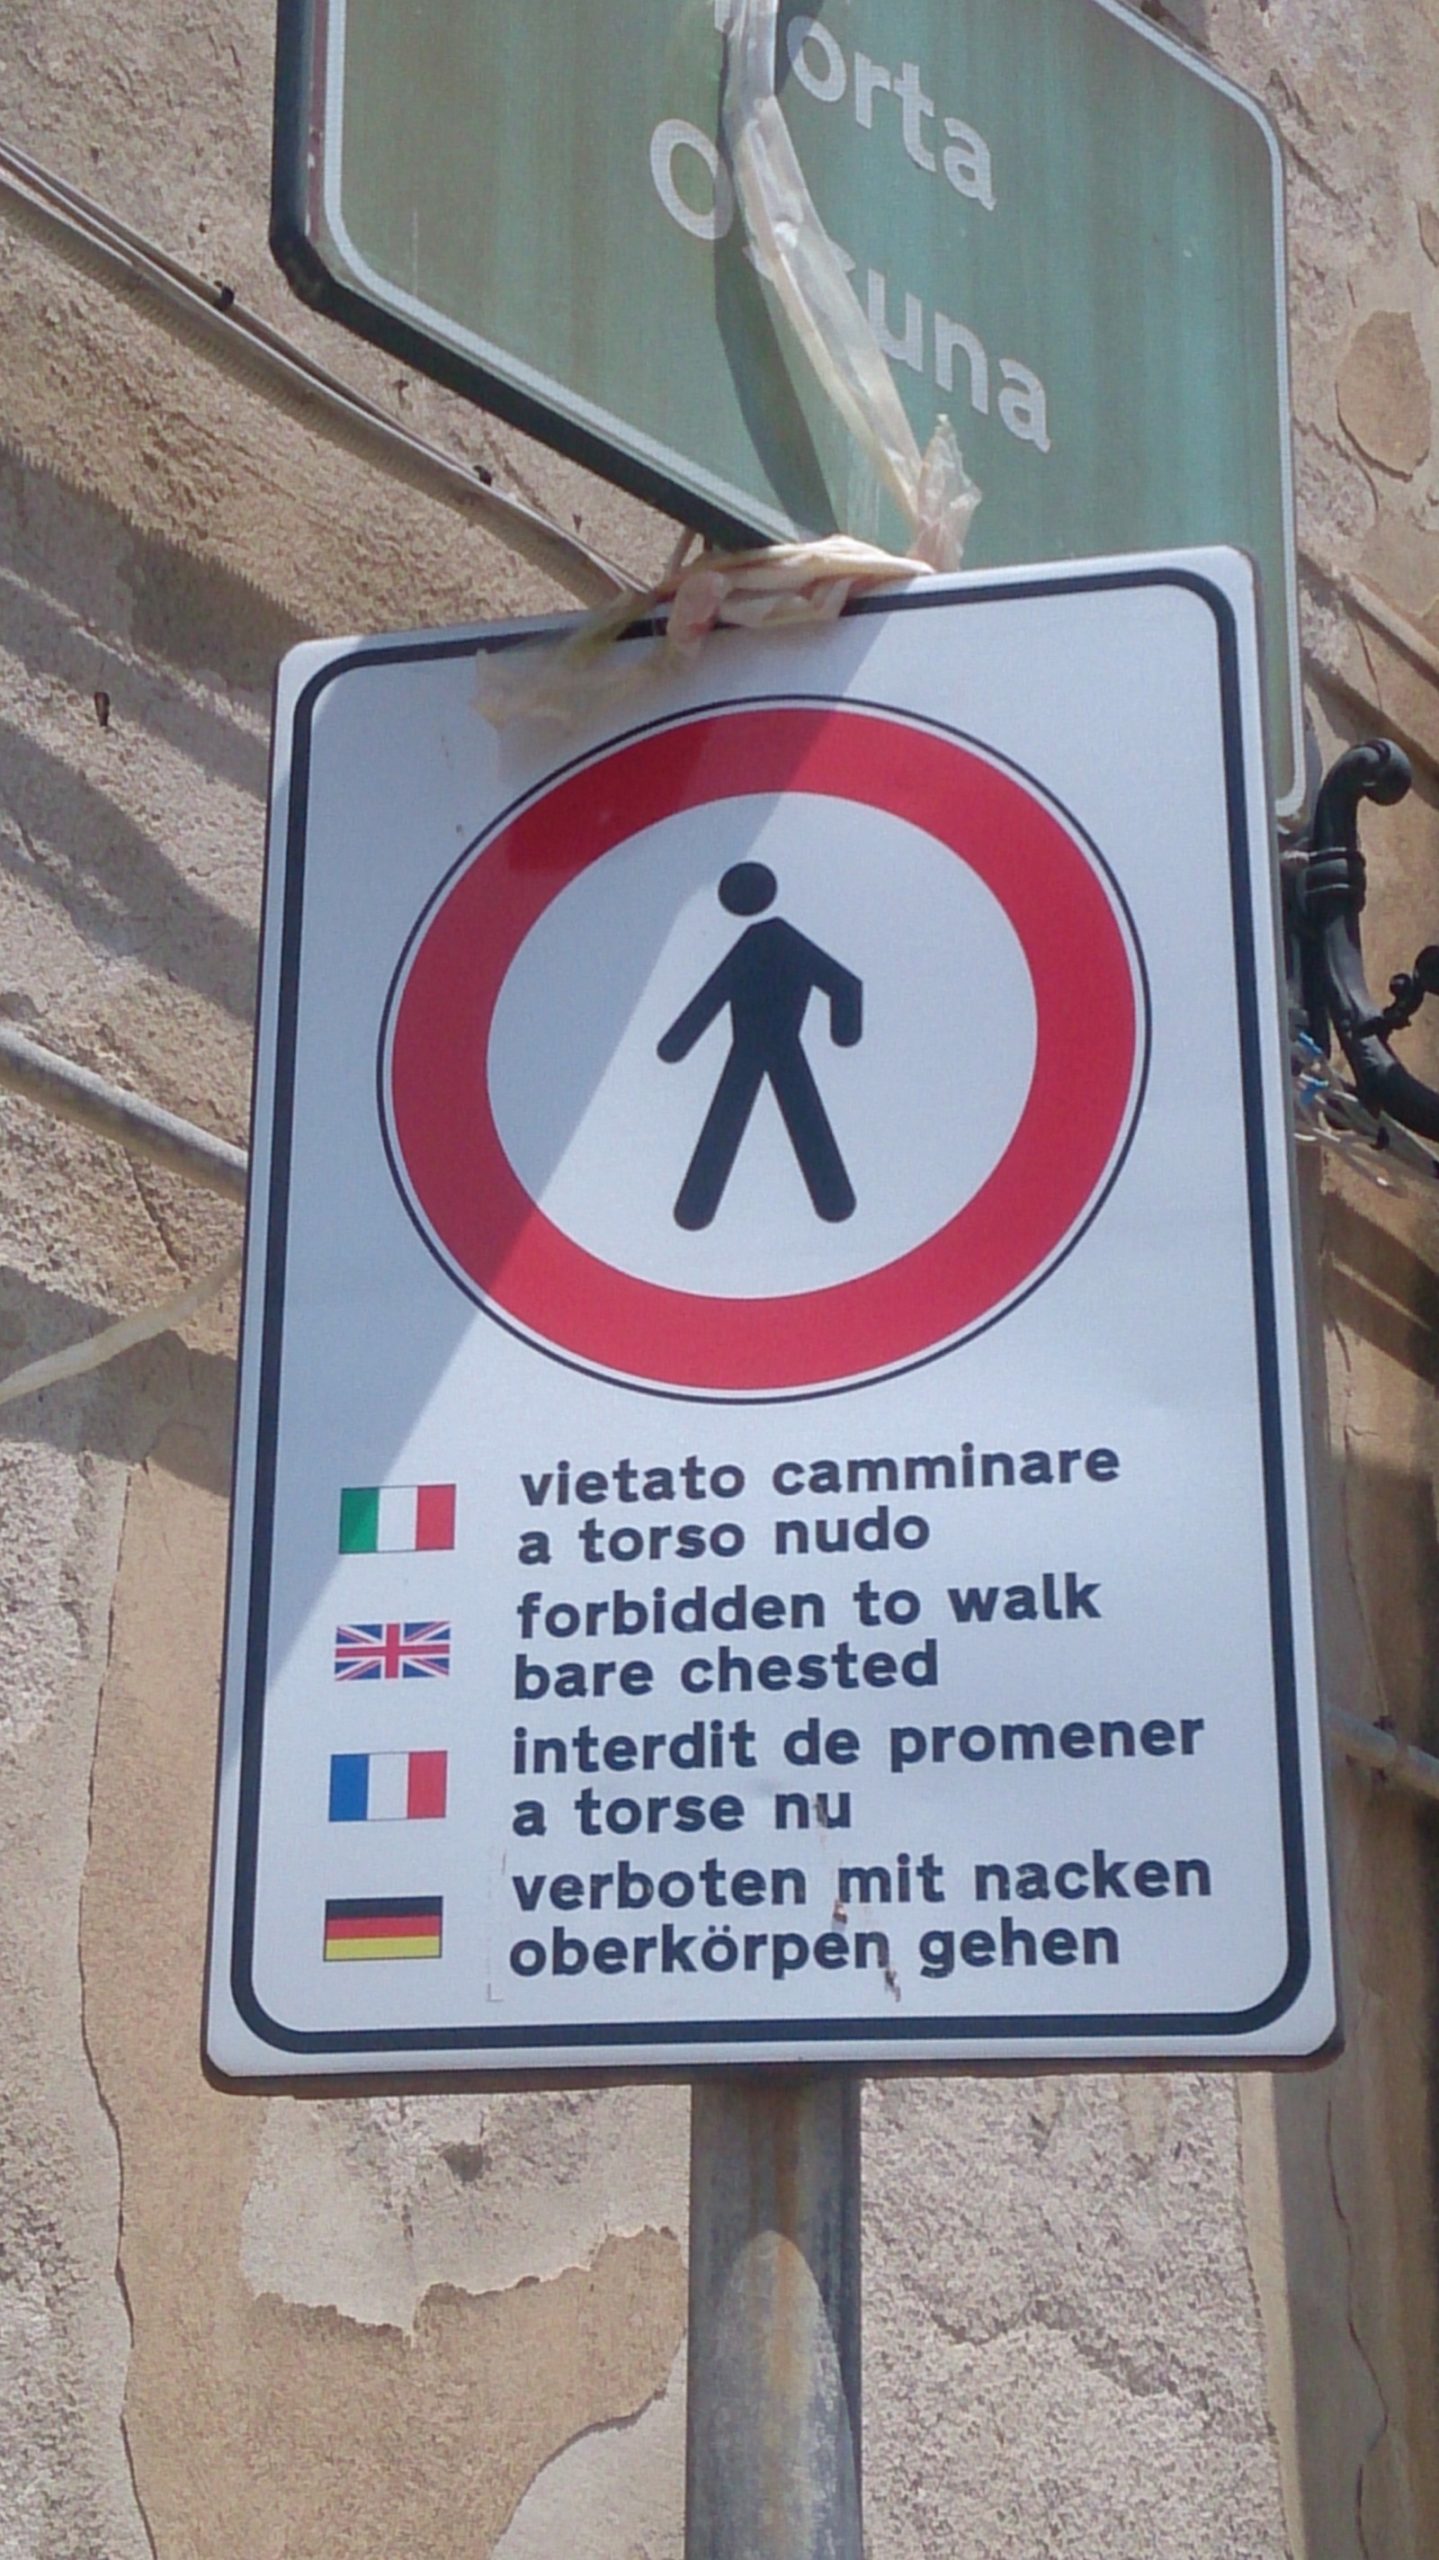 vietato camminare
a torso nudo
forbidden to walk
bare chested
interdit de promener
a torse nu
verboten mit nacken
oberkörpen gehen